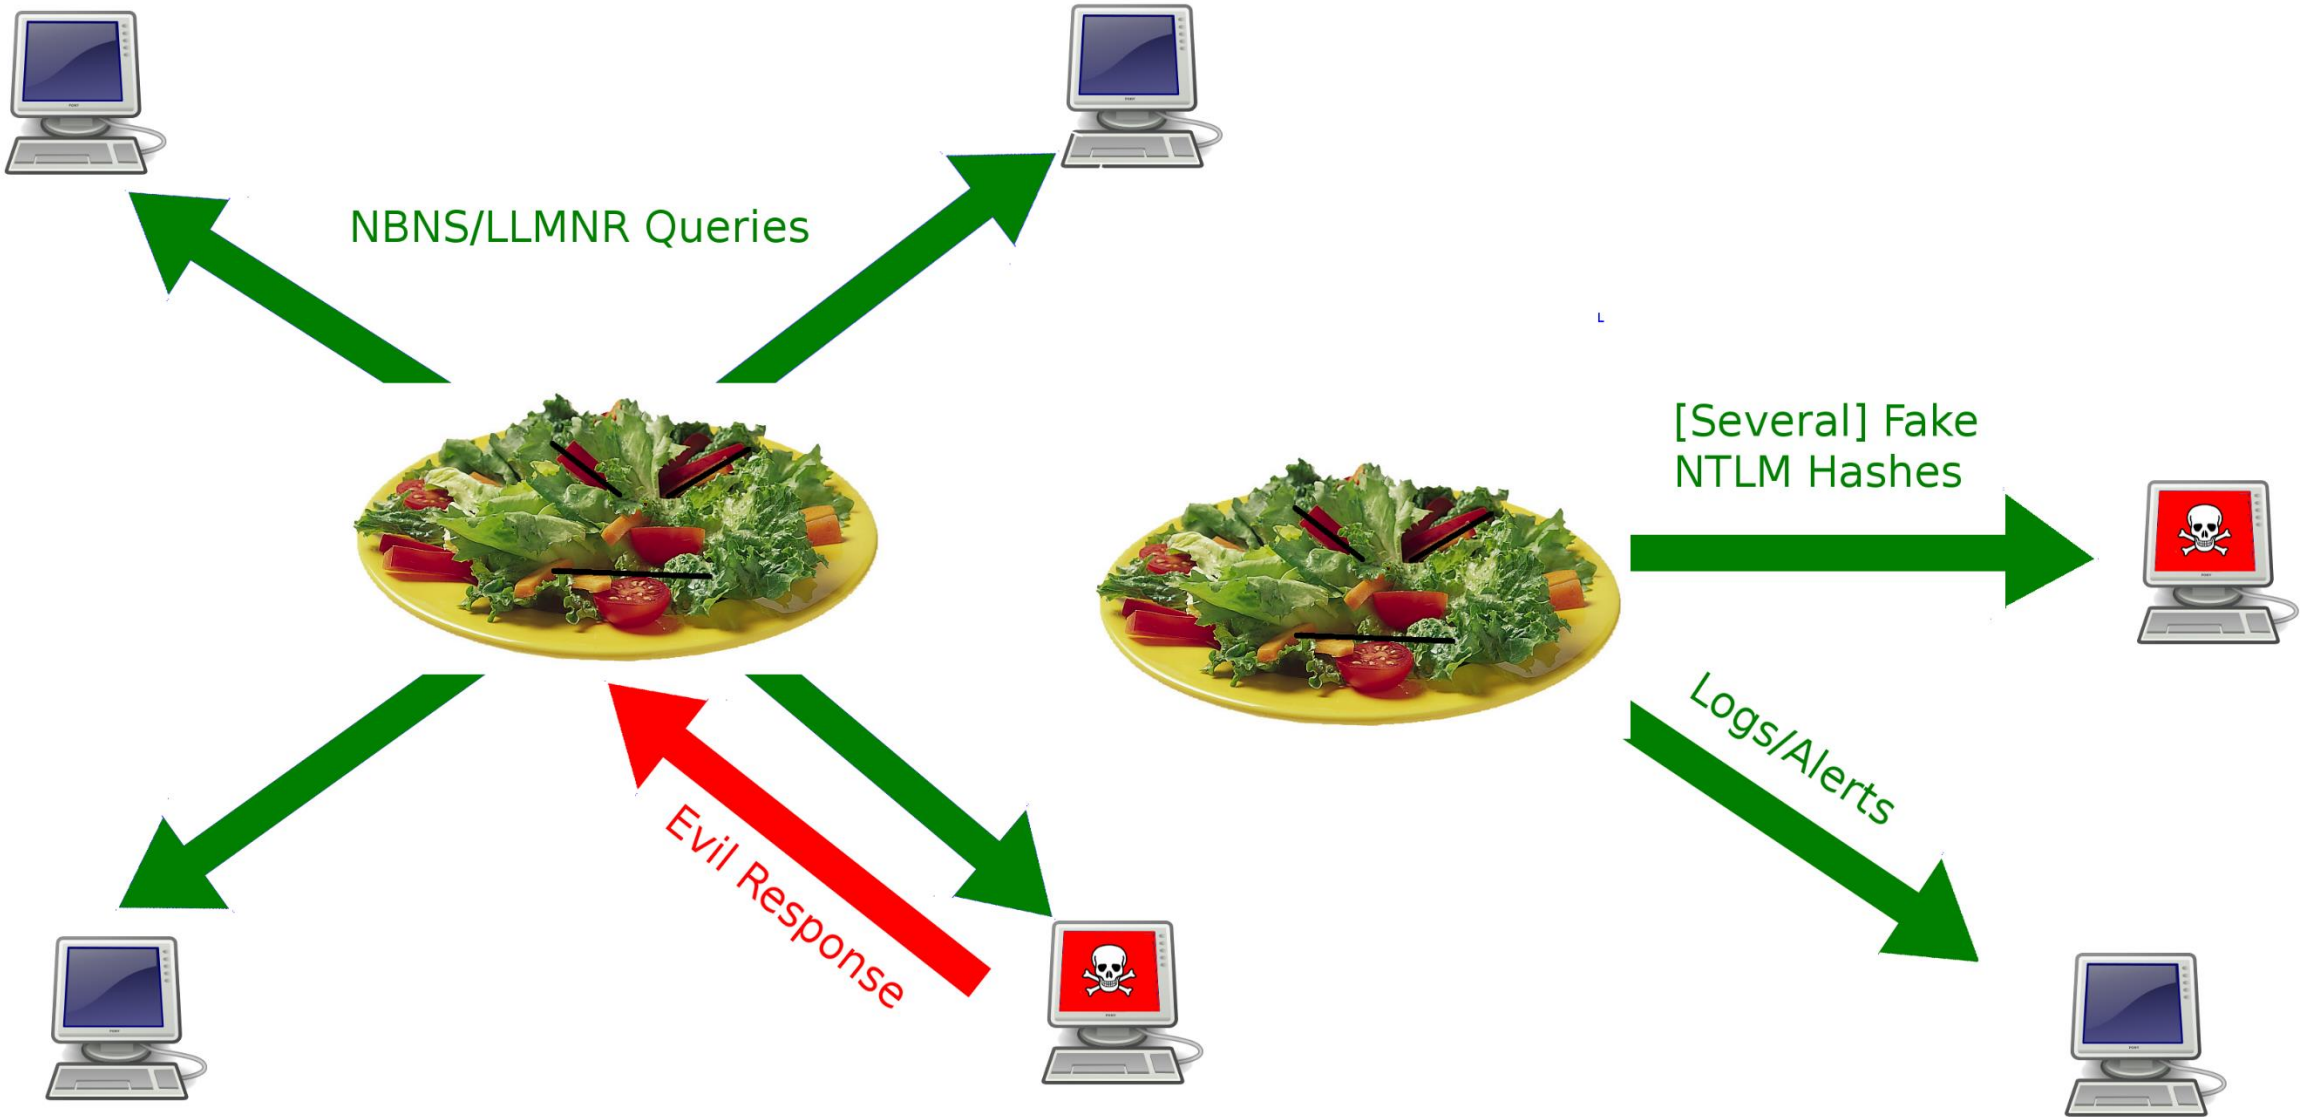 NBNS/LLMNR Queries
L
[Several] Fake
NTLM Hashes
Logs/Alerts
Evil Response